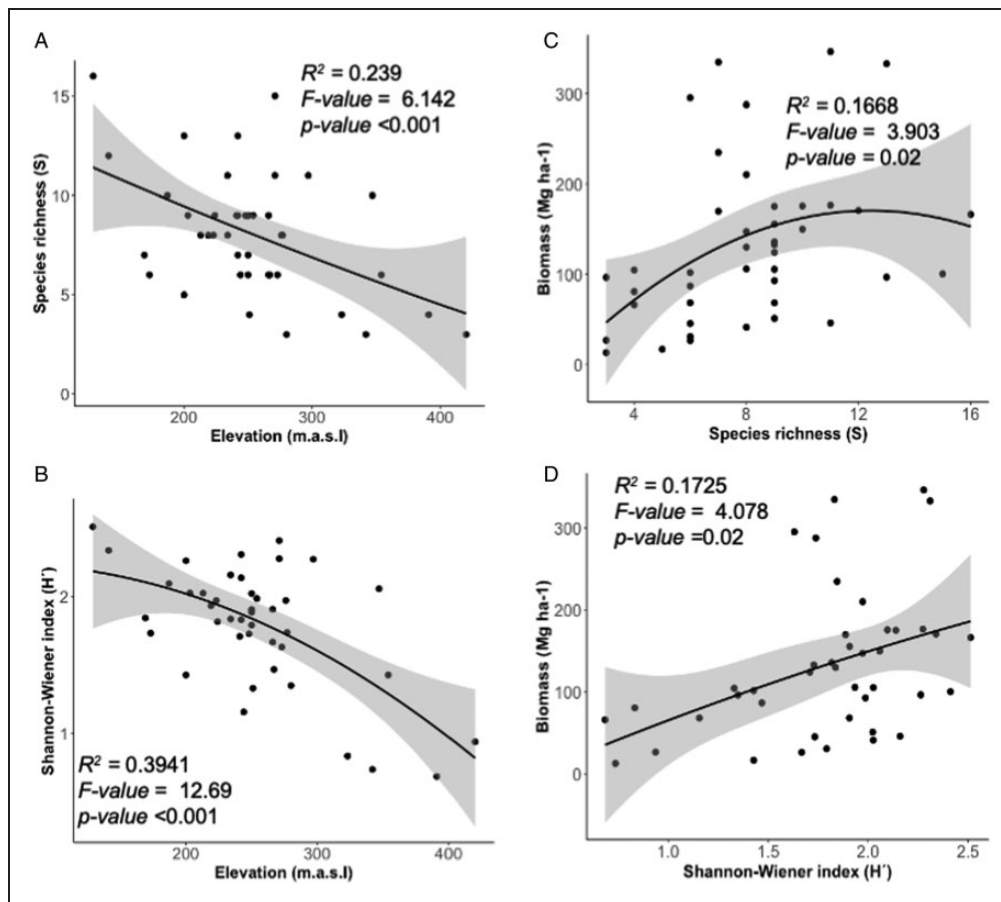 A
R² = 0.239
F-value = 6.142
p-value <0.001
15
10
5
0
Species richness (S)
200
300
400
Elevation (m.a.s.l)
C
R² = 0.1668
F-value = 3.903
p-value = 0.02
300
200
100
0
Biomass (Mg ha-1)
4
8
12
16
Species richness (S)
B
2
1
Shannon-Wiener index (H´)
R² = 0.3941
F-value = 12.69
p-value <0.001
200
300
400
Elevation (m.a.s.l)
D
R² = 0.1725
F-value = 4.078
p-value =0.02
300
200
100
0
Biomass (Mg ha-1)
1.0
1.5
2.0
2.5
Shannon-Wiener index (H´)